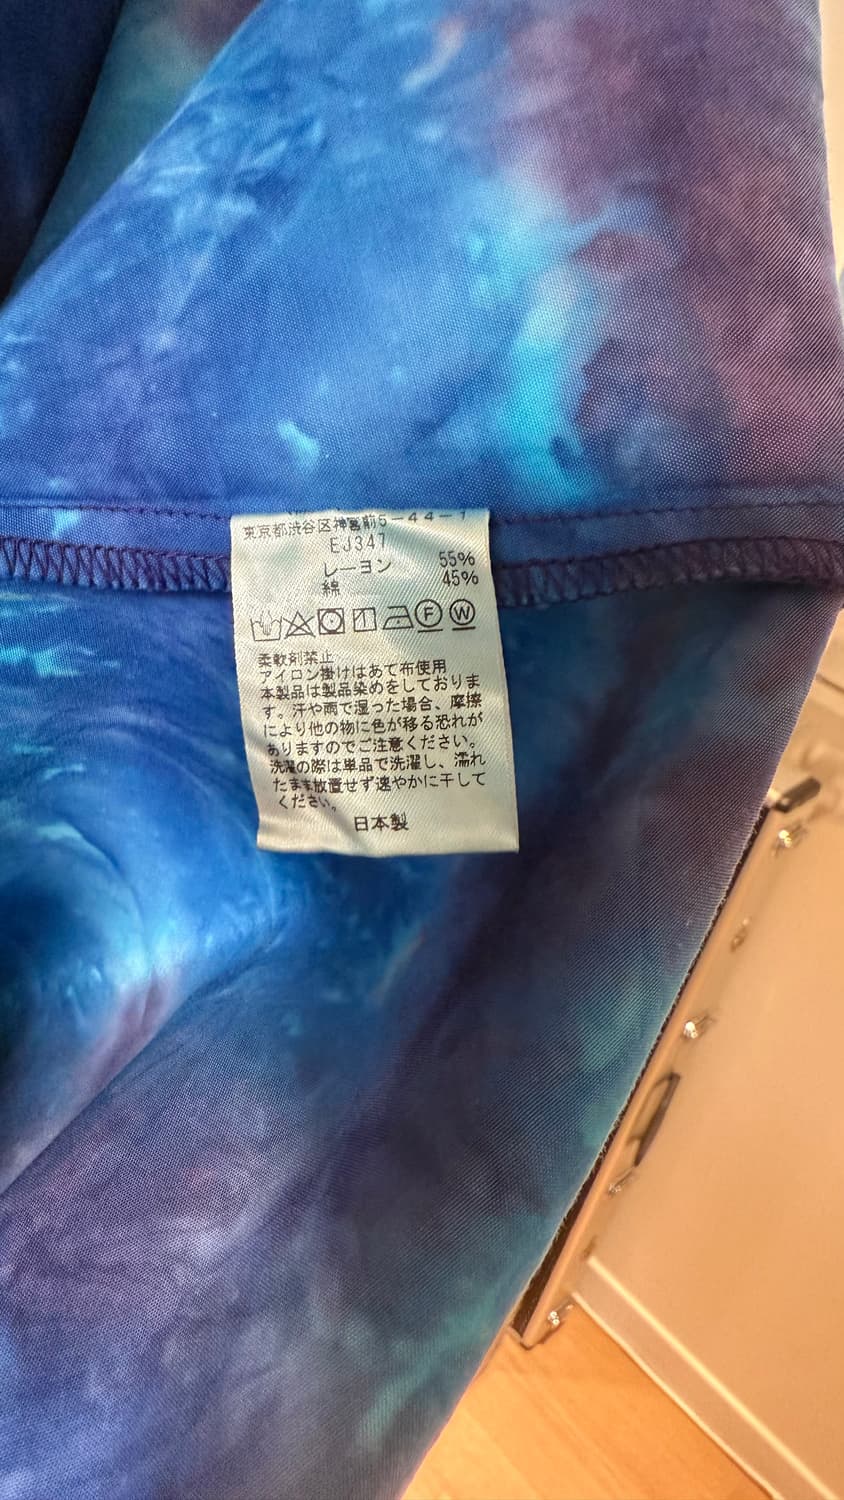 東京都渋谷区神宮前5-44-1
EJ347
レーヨン 55%
綿 45%
F W
柔軟剤禁止
アイロン掛けはあて布使用
本製品は製品染めをしておりま
す。汗や雨で湿った場合、摩擦
により他の物に色が移る恐れが
ありますのでご注意ください。
洗濯の際は単品で洗濯し、濡れ
たまま放置せず速やかに干して
ください。
日本製